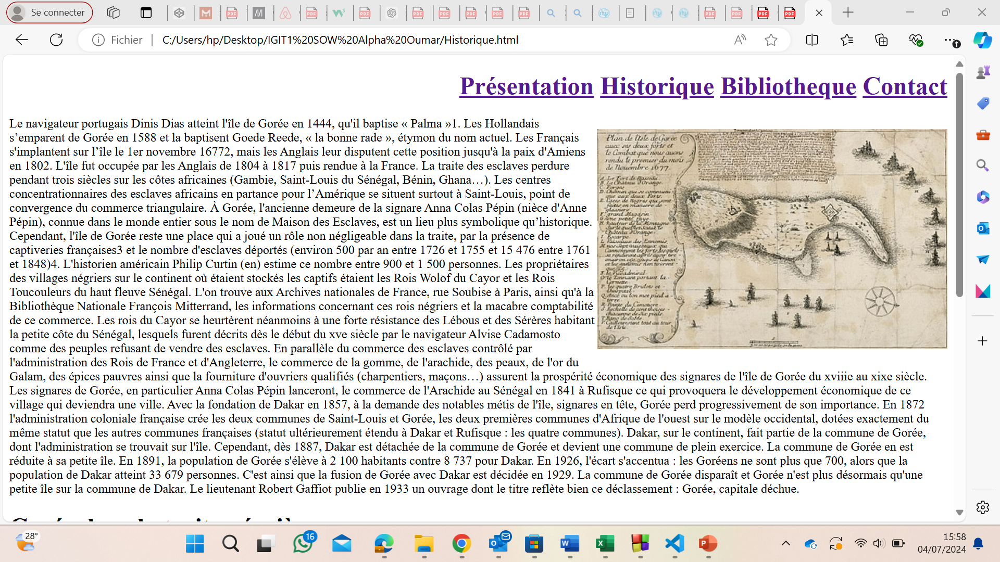 Se connecter
Fichier
C:/Users/hp/Desktop/IGIT1%20SOW%20Alpha%20Oumar/Historique.html
Présentation Historique Bibliotheque Contact
Le navigateur portugais Dinis Dias atteint l'île de Gorée en 1444, qu'il baptise « Palma »1. Les Hollandais
s’emparent de Gorée en 1588 et la baptisent Goede Reede, « la bonne rade », étymon du nom actuel. Les Français
s'implantent sur l’île le 1er novembre 16772, mais les Anglais leur disputent cette position jusqu'à la paix d'Amiens
en 1802. L'île fut occupée par les Anglais de 1804 à 1817 puis rendue à la France. La traite des esclaves perdure
pendant trois siècles sur les côtes africaines (Gambie, Saint-Louis du Sénégal, Bénin, Ghana…). Les centres
concentrationnaires des esclaves africains en partance pour l’Amérique se situent surtout à Saint-Louis, point de
convergence du commerce triangulaire. À Gorée, l'ancienne demeure de la signare Anna Colas Pépin (nièce d'Anne
Pépin), connue dans le monde entier sous le nom de Maison des Esclaves, est un lieu plus symbolique qu’historique.
Cependant, l'île de Gorée reste une place qui a joué un rôle non négligeable dans la traite, par la présence de
captiveries françaises3 et le nombre d'esclaves déportés (environ 500 par an entre 1726 et 1755 et 15 476 entre 1761
et 1848)4. L'historien américain Philip Curtin (en) estime ce nombre entre 900 et 1 500 personnes. Les propriétaires
des villages négriers sur le continent où étaient stockés les captifs étaient les Rois Wolof du Cayor et les Rois
Toucouleurs du haut fleuve Sénégal. L'on trouve aux Archives nationales de France, rue Soubise à Paris, ainsi qu'à la
Bibliothèque Nationale François Mitterrand, les informations concernant ces rois négriers et la macabre comptabilité
de ce commerce. Les rois du Cayor se heurtèrent néanmoins à une forte résistance des Lébous et des Sérères habitant
la petite côte du Sénégal, lesquels furent décrits dès le début du xve siècle par le navigateur Alvise Cadamosto
comme des peuples refusant de vendre des esclaves. En parallèle du commerce des esclaves contrôlé par
l'administration des Rois de France et d'Angleterre, le commerce de la gomme, de l'arachide, des peaux, de l'or du
Galam, des épices pauvres ainsi que la fourniture d'ouvriers qualifiés (charpentiers, maçons…) assurent la prospérité économique des signares de l'île de Gorée du xviiie au xixe siècle.
Les signares de Gorée, en particulier Anna Colas Pépin lanceront, le commerce de l'Arachide au Sénégal en 1841 à Rufisque ce qui provoquera le développement économique de ce
village qui deviendra une ville. Avec la fondation de Dakar en 1857, à la demande des notables métis de l'île, signares en tête, Gorée perd progressivement de son importance. En 1872
l'administration coloniale française crée les deux communes de Saint-Louis et Gorée, les deux premières communes d'Afrique de l'ouest sur le modèle occidental, dotées exactement du
même statut que les autres communes françaises (statut ultérieurement étendu à Dakar et Rufisque : les quatre communes). Dakar, sur le continent, fait partie de la commune de Gorée,
dont l'administration se trouvait sur l'île. Cependant, dès 1887, Dakar est détachée de la commune de Gorée et devient une commune de plein exercice. La commune de Gorée en est
réduite à sa petite île. En 1891, la population de Gorée s'élève à 2 100 habitants contre 8 737 pour Dakar. En 1926, l'écart s'accentua : les Goréens ne sont plus que 700, alors que la
population de Dakar atteint 33 679 personnes. C'est ainsi que la fusion de Gorée avec Dakar est décidée en 1929. La commune de Gorée disparaît et Gorée n'est plus désormais qu'une
petite île sur la commune de Dakar. Le lieutenant Robert Gaffiot publie en 1933 un ouvrage dont le titre reflète bien ce déclassement : Gorée, capitale déchue.
Plan de l'Isle de Gorée
auec ses deux forts et
le Combat que nous auons
rendu le premier du mois
de Nouembre 1677.
A. Le Fort de Nassau
B. Le Château d'Orange
C. Forges
28°
16
15:58
04/07/2024